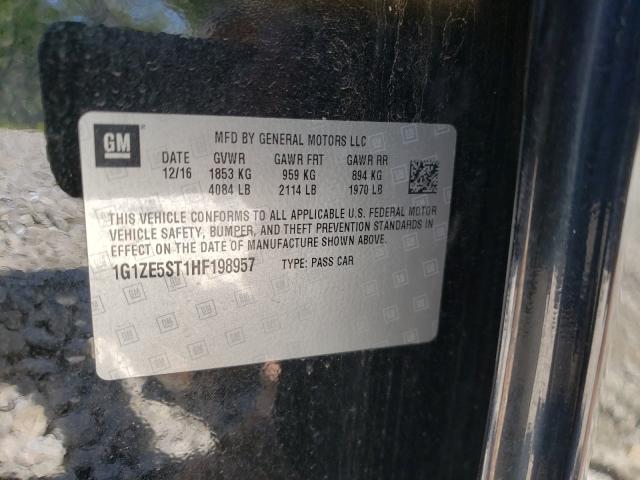 GM
MFD BY GENERAL MOTORS LLC
DATE GVWR GAWR FRT GAWR RR
12/16 1853 KG 959 KG 894 KG
4084 LB 2114 LB 1970 LB
THIS VEHICLE CONFORMS TO ALL APPLICABLE U.S. FEDERAL MOTOR
VEHICLE SAFETY, BUMPER, AND THEFT PREVENTION STANDARDS IN
EFFECT ON THE DATE OF MANUFACTURE SHOWN ABOVE.
1G1ZE5ST1HF198957 TYPE: PASS CAR